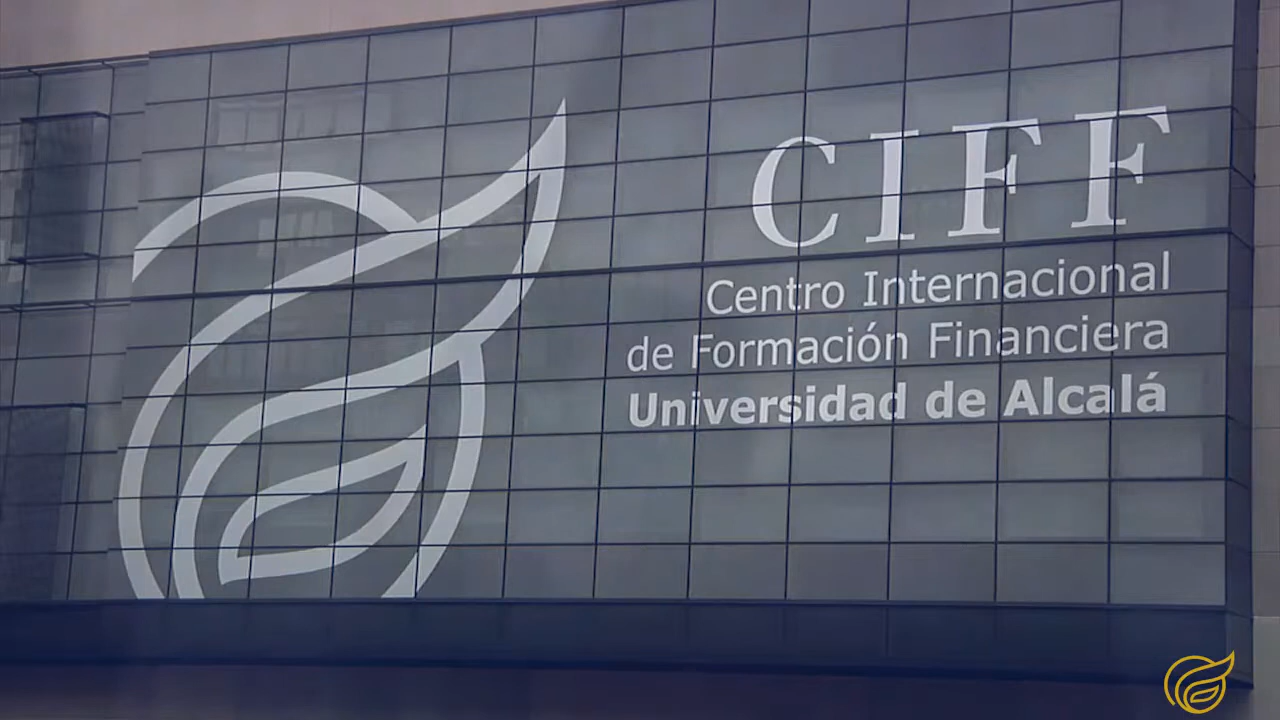 CIFF
Centro Internacional
de Formación Financiera
Universidad de Alcalá